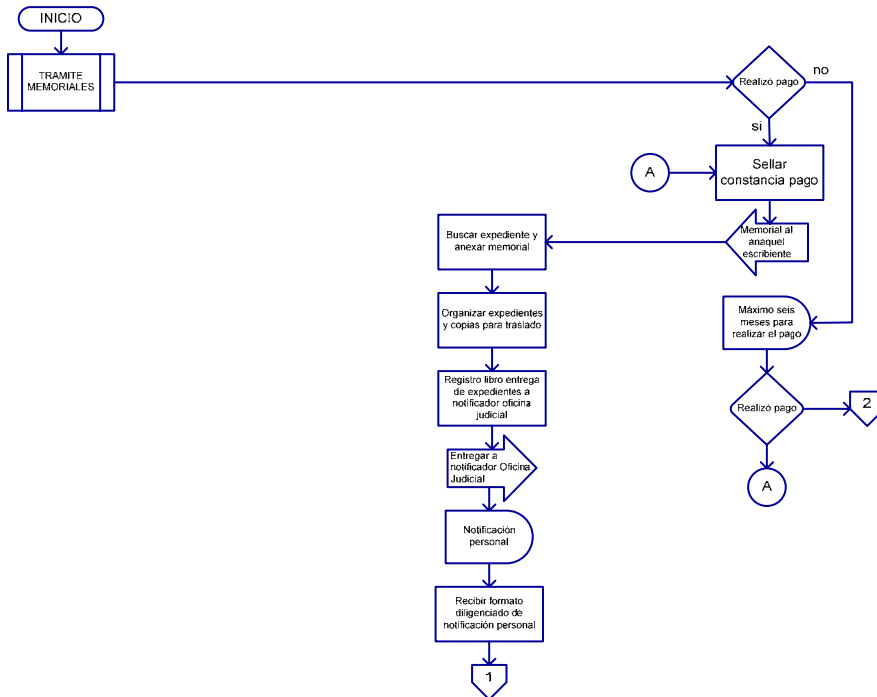 INICIO
TRAMITE
MEMORIALES
Realizó pago
no
si
A
Sellar
constancia pago
Memorial al
anaquel
escribiente
Buscar expediente y
anexar memorial
Organizar expedientes
y copias para traslado
Máximo seis
meses para
realizar el pago
Registro libro entrega
de expedientes a
notificador oficina
judicial
Realizó pago
2
Entregar a
notificador Oficina
Judicial
A
Notificación
personal
Recibir formato
diligenciado de
notificación personal
1